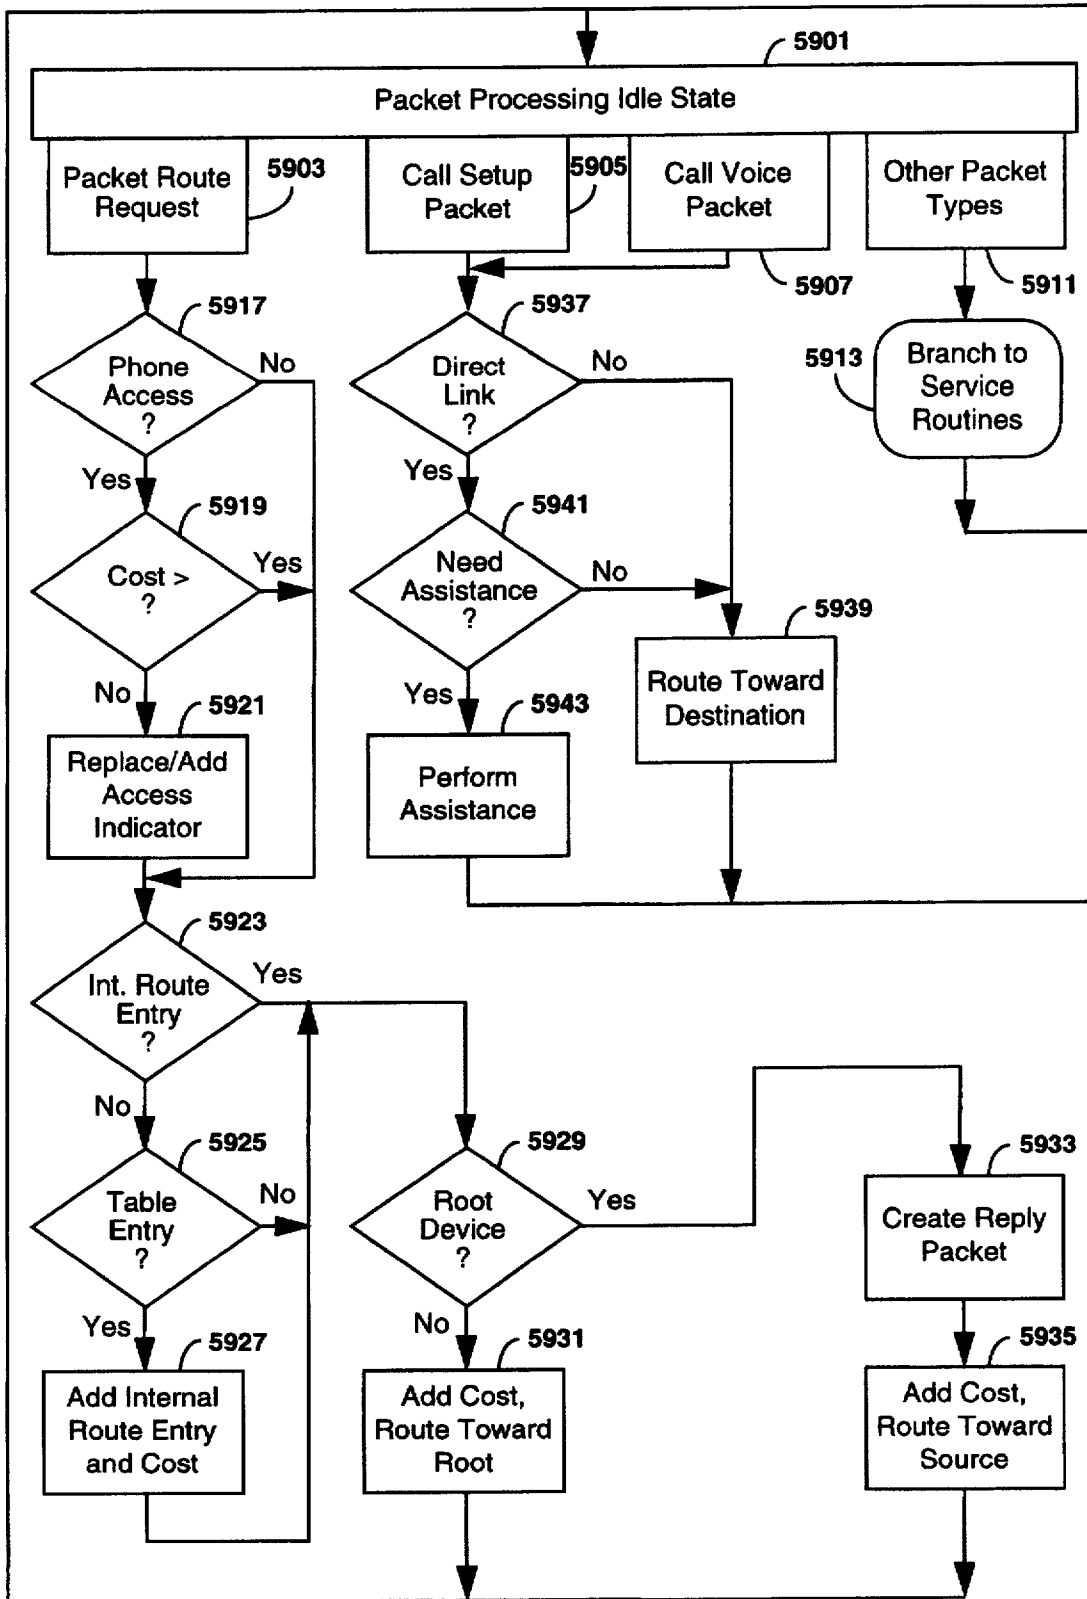 5901
Packet Processing Idle State
Packet Route
Request
5903
Call Setup
Packet
5905
Call Voice
Packet
5907
Other Packet
Types
5911
5917
Phone
Access
?
No
Yes
5937
Direct
Link
?
No
Yes
5913
Branch to
Service
Routines
5919
Cost >
?
Yes
No
5941
Need
Assistance
?
No
Yes
5939
Route Toward
Destination
5921
Replace/Add
Access
Indicator
5943
Perform
Assistance
5923
Int. Route
Entry
?
Yes
No
5925
Table
Entry
?
No
Yes
5929
Root
Device
?
Yes
No
5933
Create Reply
Packet
5927
Add Internal
Route Entry
and Cost
5931
Add Cost,
Route Toward
Root
5935
Add Cost,
Route Toward
Source